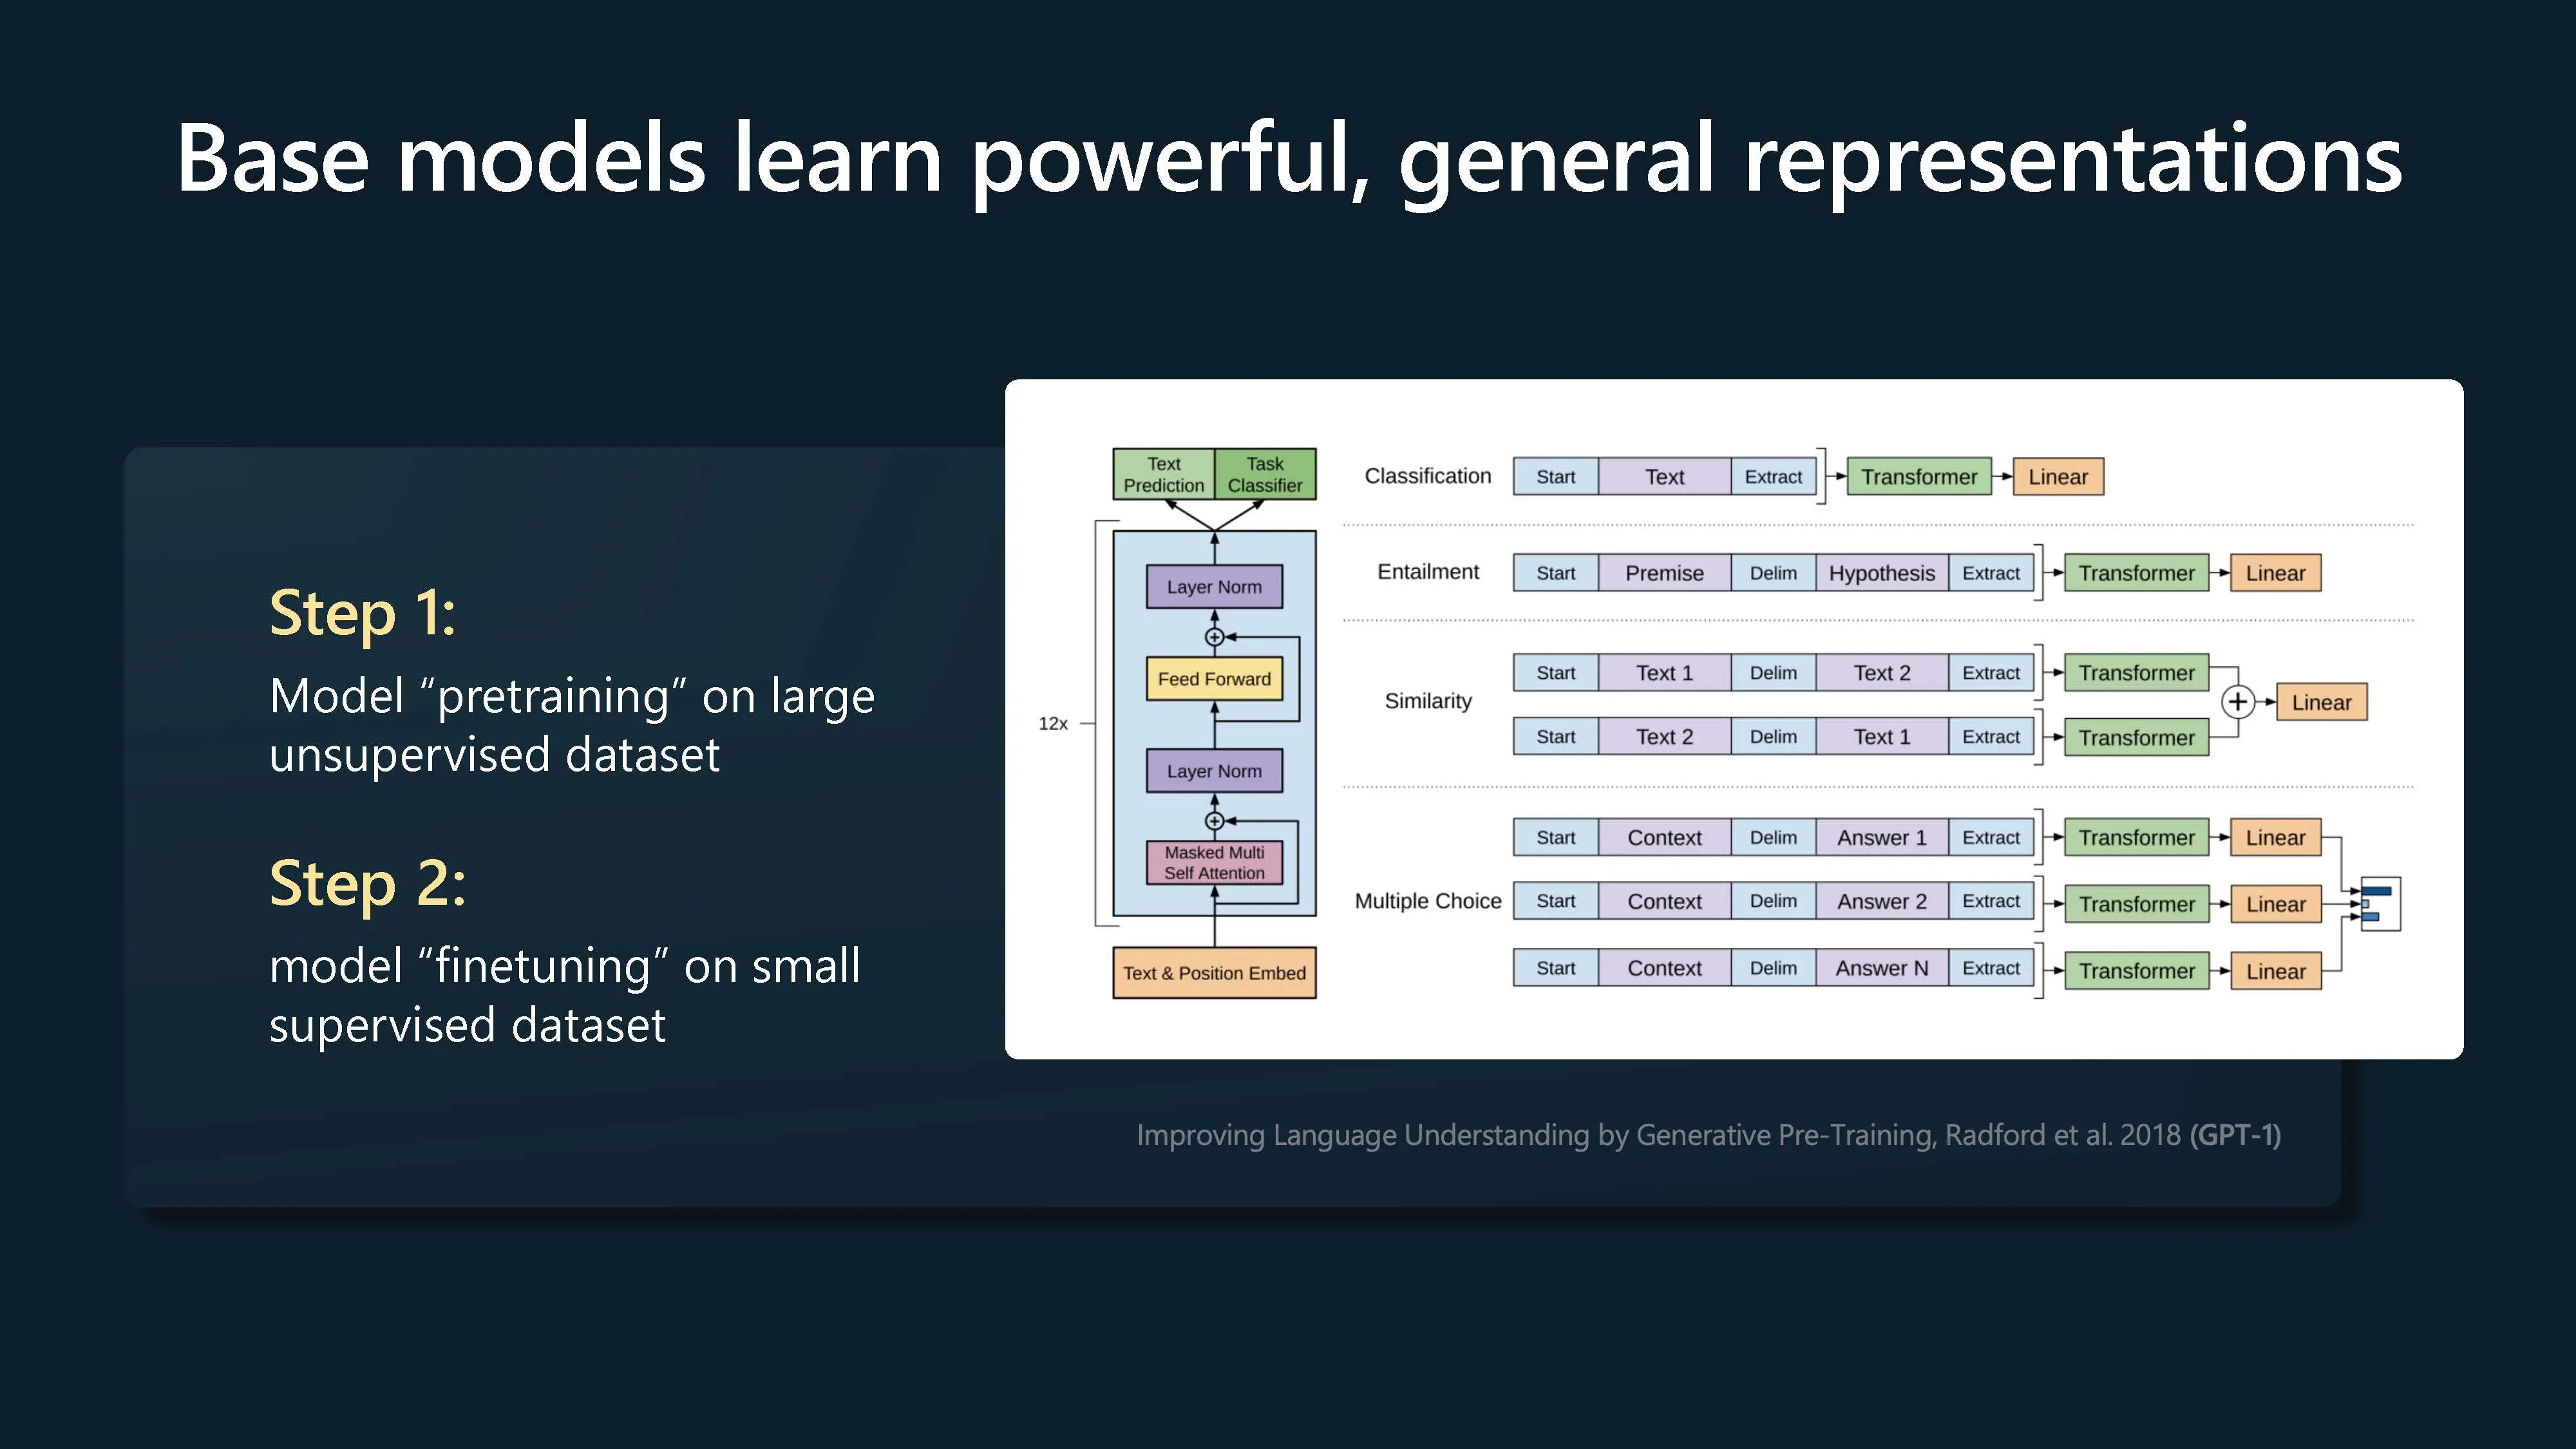 Base models learn powerful, general representations
Step 1:
Model “pretraining” on large
unsupervised dataset
Step 2:
model “finetuning” on small
supervised dataset
Text
Prediction
Task
Classifier
Layer Norm
Feed Forward
12x
Layer Norm
Masked Multi
Self Attention
Text & Position Embed
Classification Start Text Extract Transformer Linear
Entailment Start Premise Delim Hypothesis Extract Transformer Linear
Similarity
Start Text 1 Delim Text 2 Extract Transformer
Start Text 2 Delim Text 1 Extract Transformer
Linear
Multiple Choice
Start Context Delim Answer 1 Extract Transformer Linear
Start Context Delim Answer 2 Extract Transformer Linear
Start Context Delim Answer N Extract Transformer Linear
Improving Language Understanding by Generative Pre-Training, Radford et al. 2018 (GPT-1)